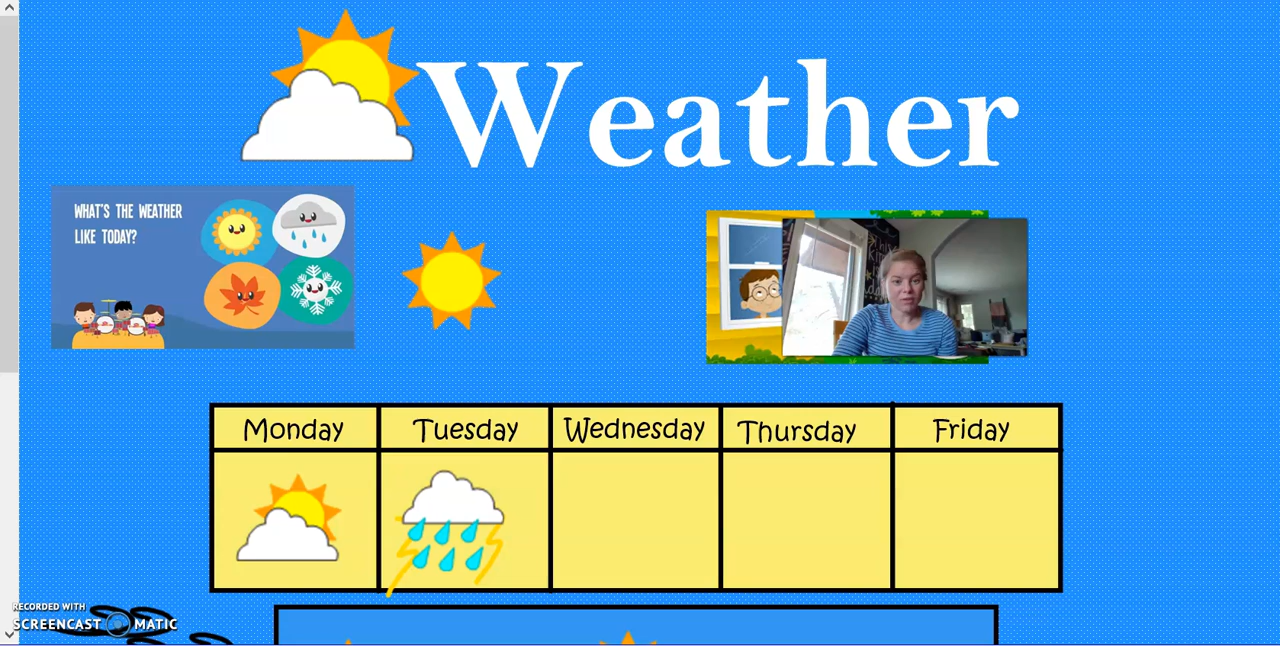 Weather
WHAT'S THE WEATHER
LIKE TODAY?
Monday
Tuesday
Wednesday
Thursday
Friday
RECORDED WITH
SCREENCAST MATIC